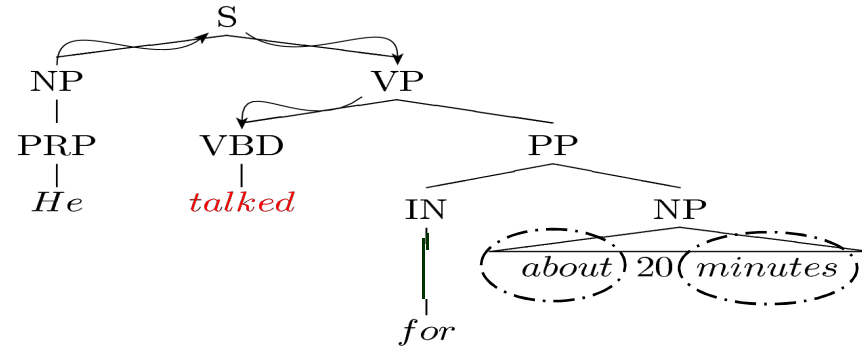 S
NP VP
PRP VBD PP
He talked IN NP
about 20 minutes
for